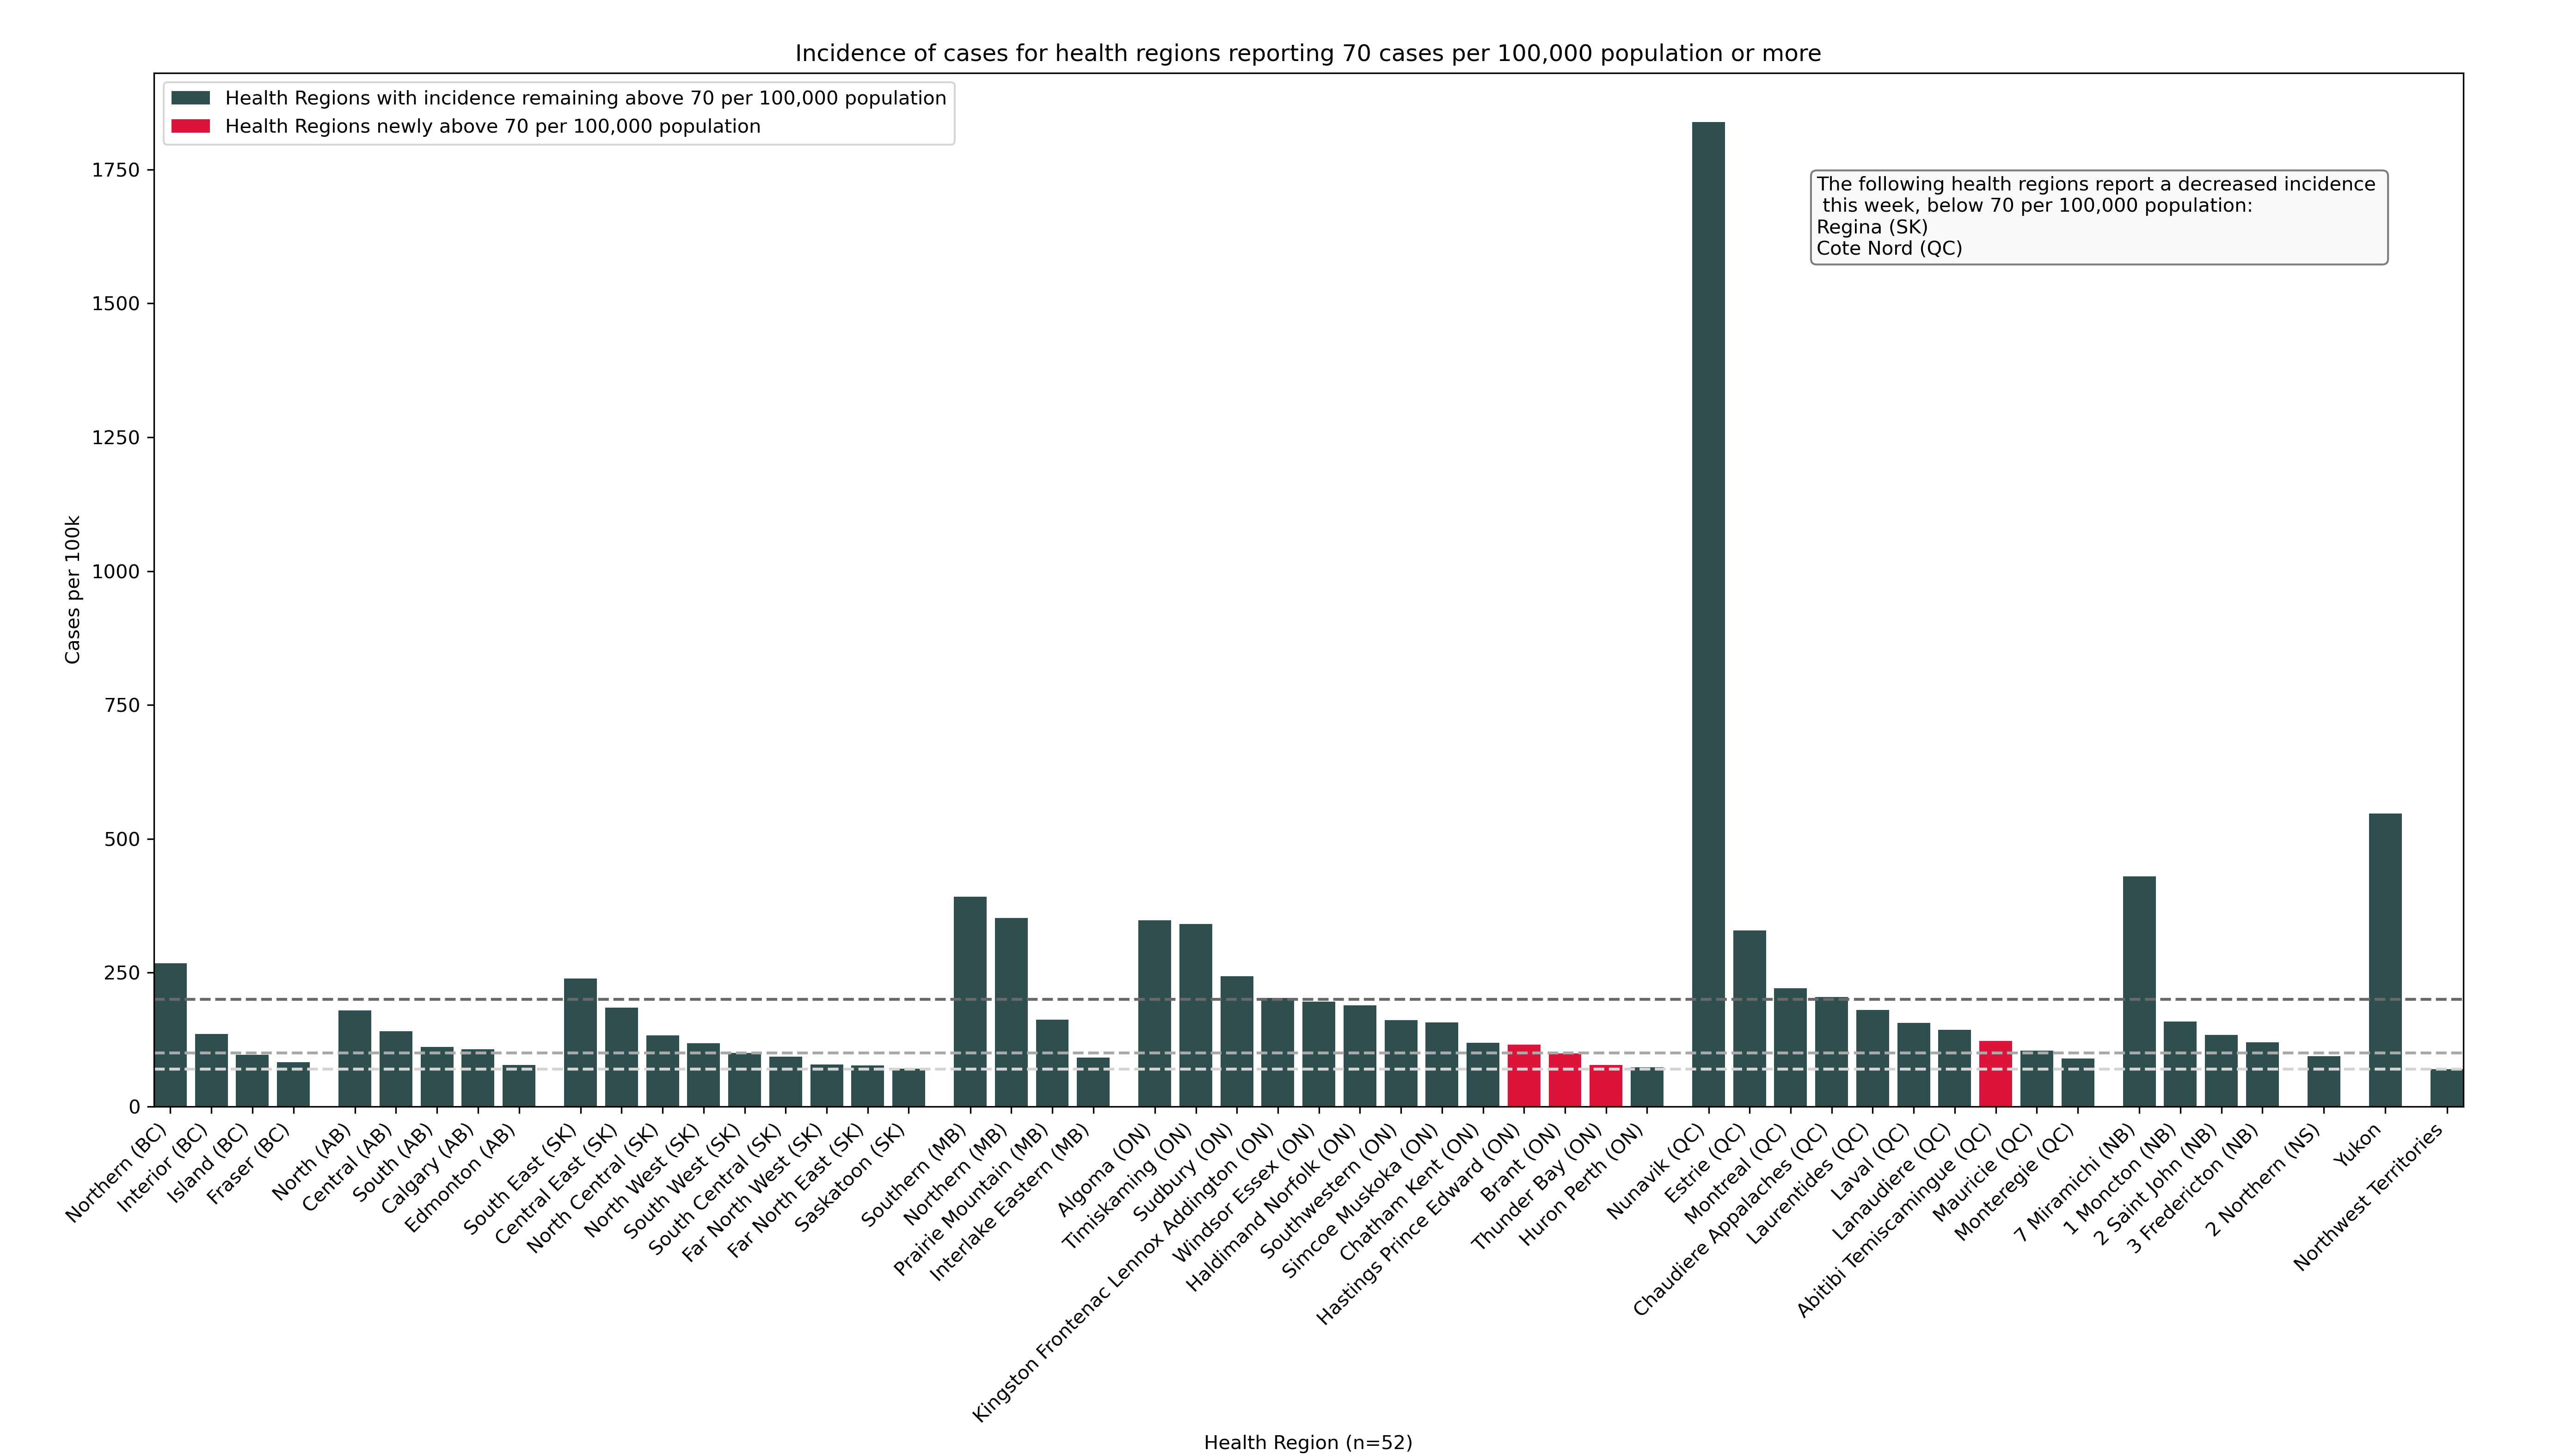 Incidence of cases for health regions reporting 70 cases per 100,000 population or more
Health Regions with incidence remaining above 70 per 100,000 population
Health Regions newly above 70 per 100,000 population
The following health regions report a decreased incidence
this week, below 70 per 100,000 population:
Regina (SK)
Cote Nord (QC)
Cases per 100k
1750
1500
1250
1000
750
500
250
0
Northern (BC)
Interior (BC)
Island (BC)
Fraser (BC)
North (AB)
Central (AB)
South (AB)
Calgary (AB)
Edmonton (AB)
South East (SK)
Central East (SK)
North Central (SK)
North West (SK)
South West (SK)
South Central (SK)
Far North West (SK)
Far North East (SK)
Saskatoon (SK)
Southern (MB)
Northern (MB)
Prairie Mountain (MB)
Interlake Eastern (MB)
Algoma (ON)
Timiskaming (ON)
Sudbury (ON)
Kingston Frontenac Lennox Addington (ON)
Windsor Essex (ON)
Haldimand Norfolk (ON)
Southwestern (ON)
Simcoe Muskoka (ON)
Chatham Kent (ON)
Hastings Prince Edward (ON)
Brant (ON)
Thunder Bay (ON)
Huron Perth (ON)
Nunavik (QC)
Estrie (QC)
Montreal (QC)
Chaudiere Appalaches (QC)
Laurentides (QC)
Laval (QC)
Lanaudiere (QC)
Abitibi Temiscamingue (QC)
Mauricie (QC)
Monteregie (QC)
7 Miramichi (NB)
1 Moncton (NB)
2 Saint John (NB)
3 Fredericton (NB)
2 Northern (NS)
Yukon
Northwest Territories
Health Region (n=52)